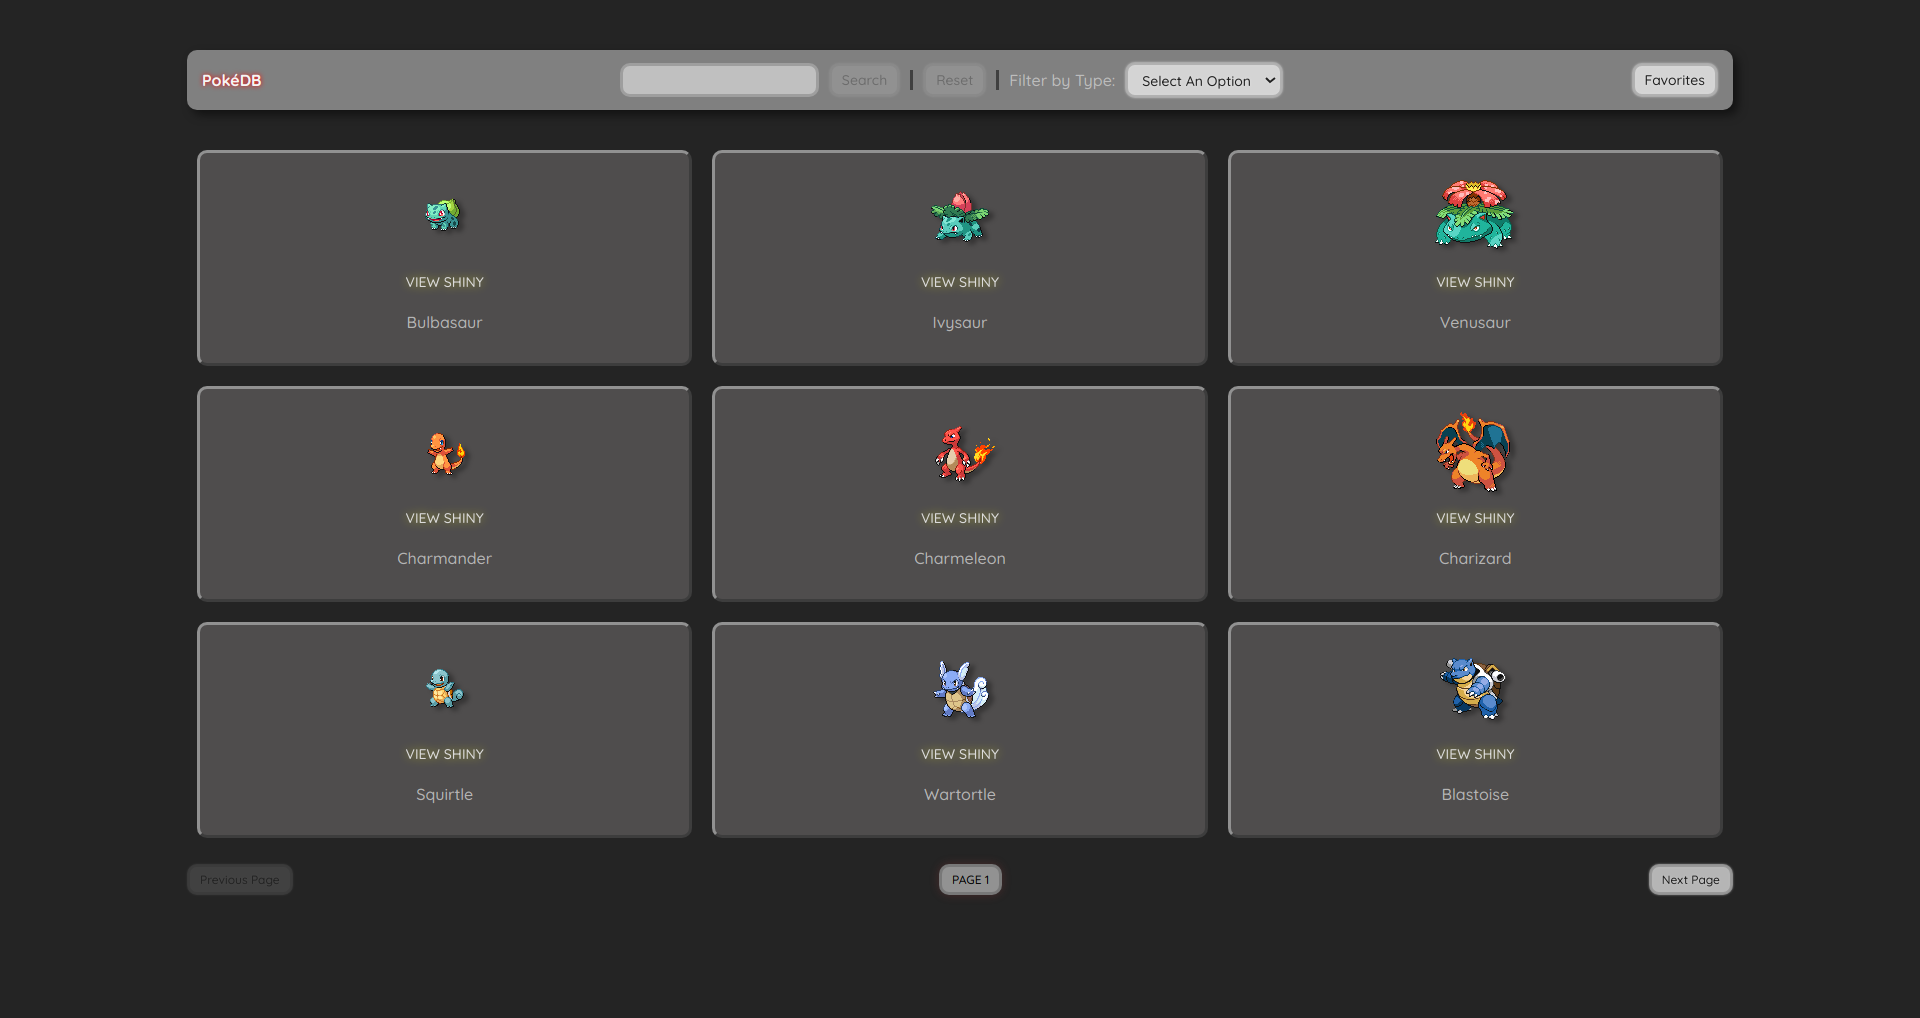 PokéDB
Search
Reset
Filter by Type:
Select An Option
Favorites
VIEW SHINY
Bulbasaur
VIEW SHINY
Ivysaur
VIEW SHINY
Venusaur
VIEW SHINY
Charmander
VIEW SHINY
Charmeleon
VIEW SHINY
Charizard
VIEW SHINY
Squirtle
VIEW SHINY
Wartortle
VIEW SHINY
Blastoise
Previous Page
PAGE 1
Next Page